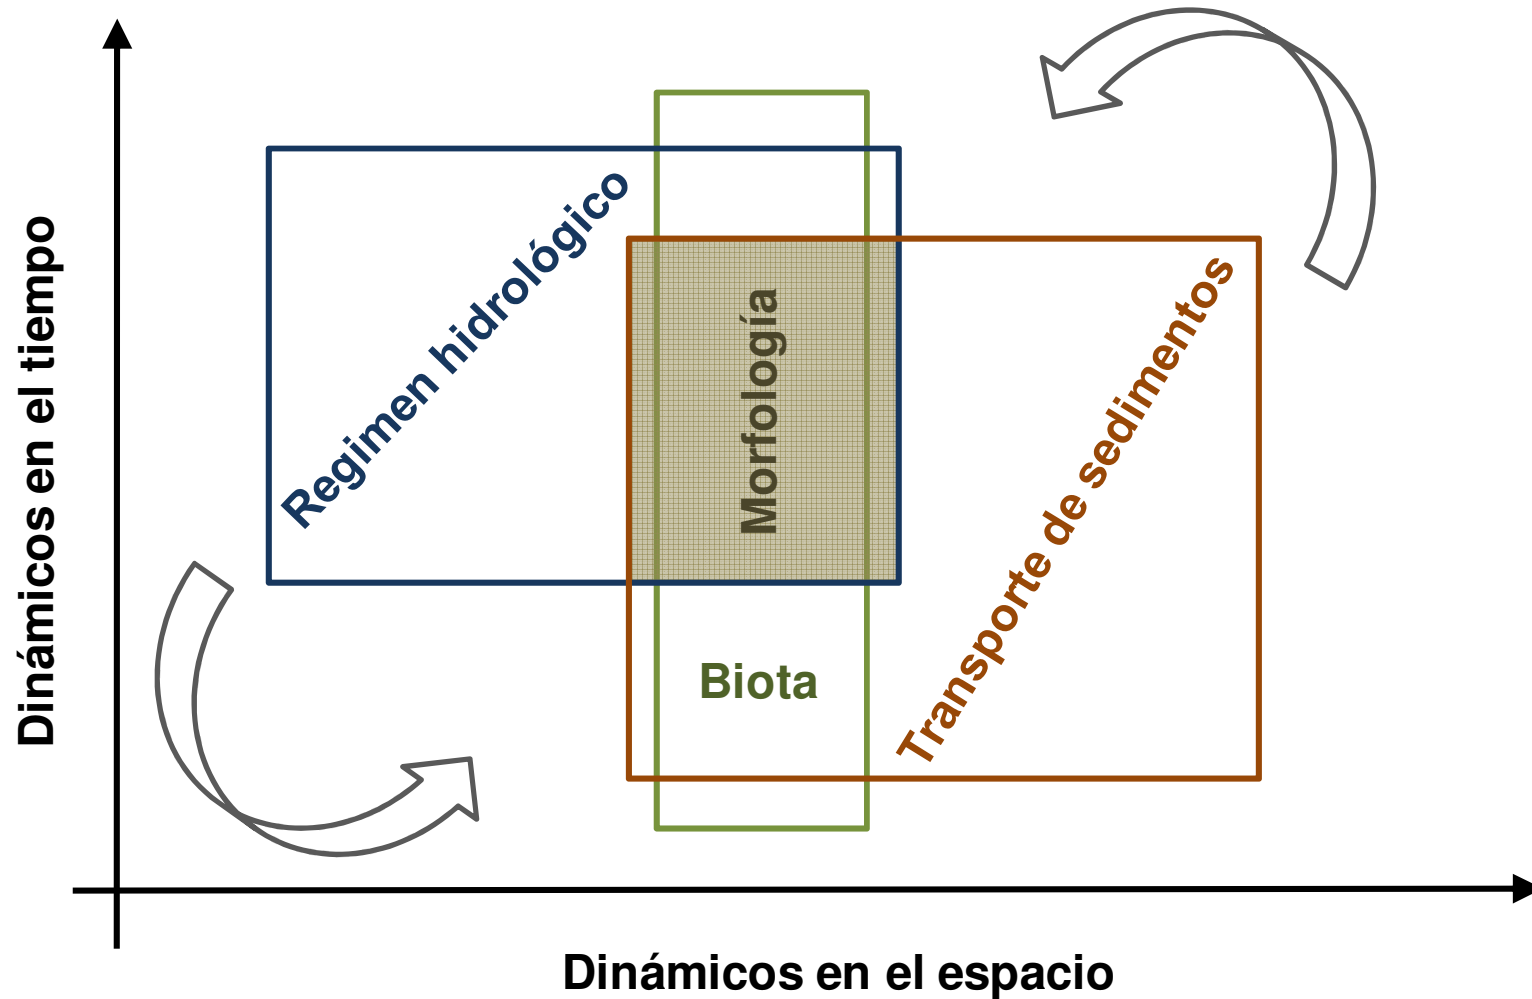 Dinámicos en el tiempo
Regimen hidrológico
Morfología
Transporte de sedimentos
Biota
Dinámicos en el espacio